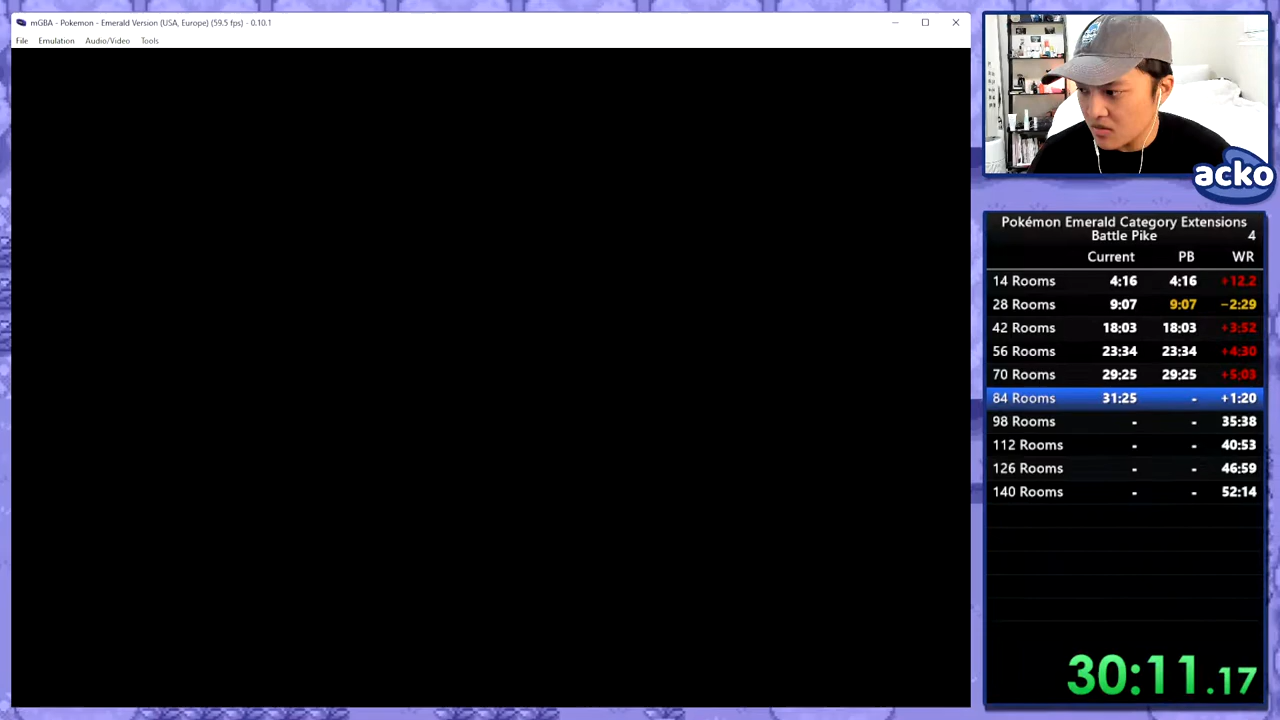 mGBA - Pokemon - Emerald Version (USA, Europe) (59.5 fps) - 0.10.1
File Emulation Audio/Video Tools
acko
Pokémon Emerald Category Extensions
Battle Pike 4
Current PB WR
14 Rooms 4:16 4:16 +12.2
28 Rooms 9:07 9:07 −2:29
42 Rooms 18:03 18:03 +3:52
56 Rooms 23:34 23:34 +4:30
70 Rooms 29:25 29:25 +5:03
84 Rooms 31:25 - +1:20
98 Rooms - - 35:38
112 Rooms - - 40:53
126 Rooms - - 46:59
140 Rooms - - 52:14
30:11.17